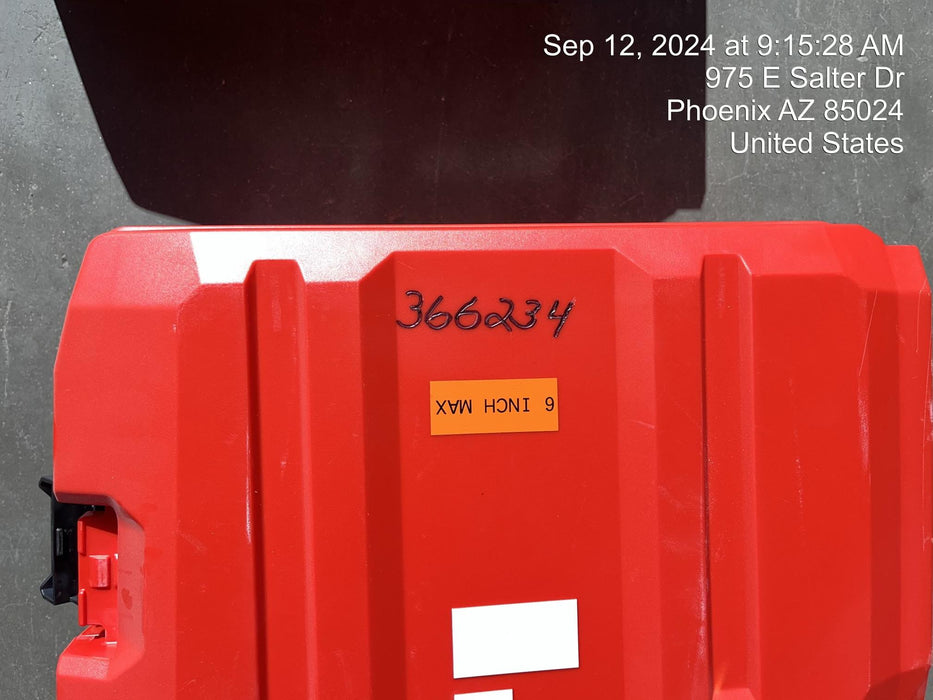 Sep 12, 2024 at 9:15:28 AM
975 E Salter Dr
Phoenix AZ 85024
United States
366234
6 INCH MAX